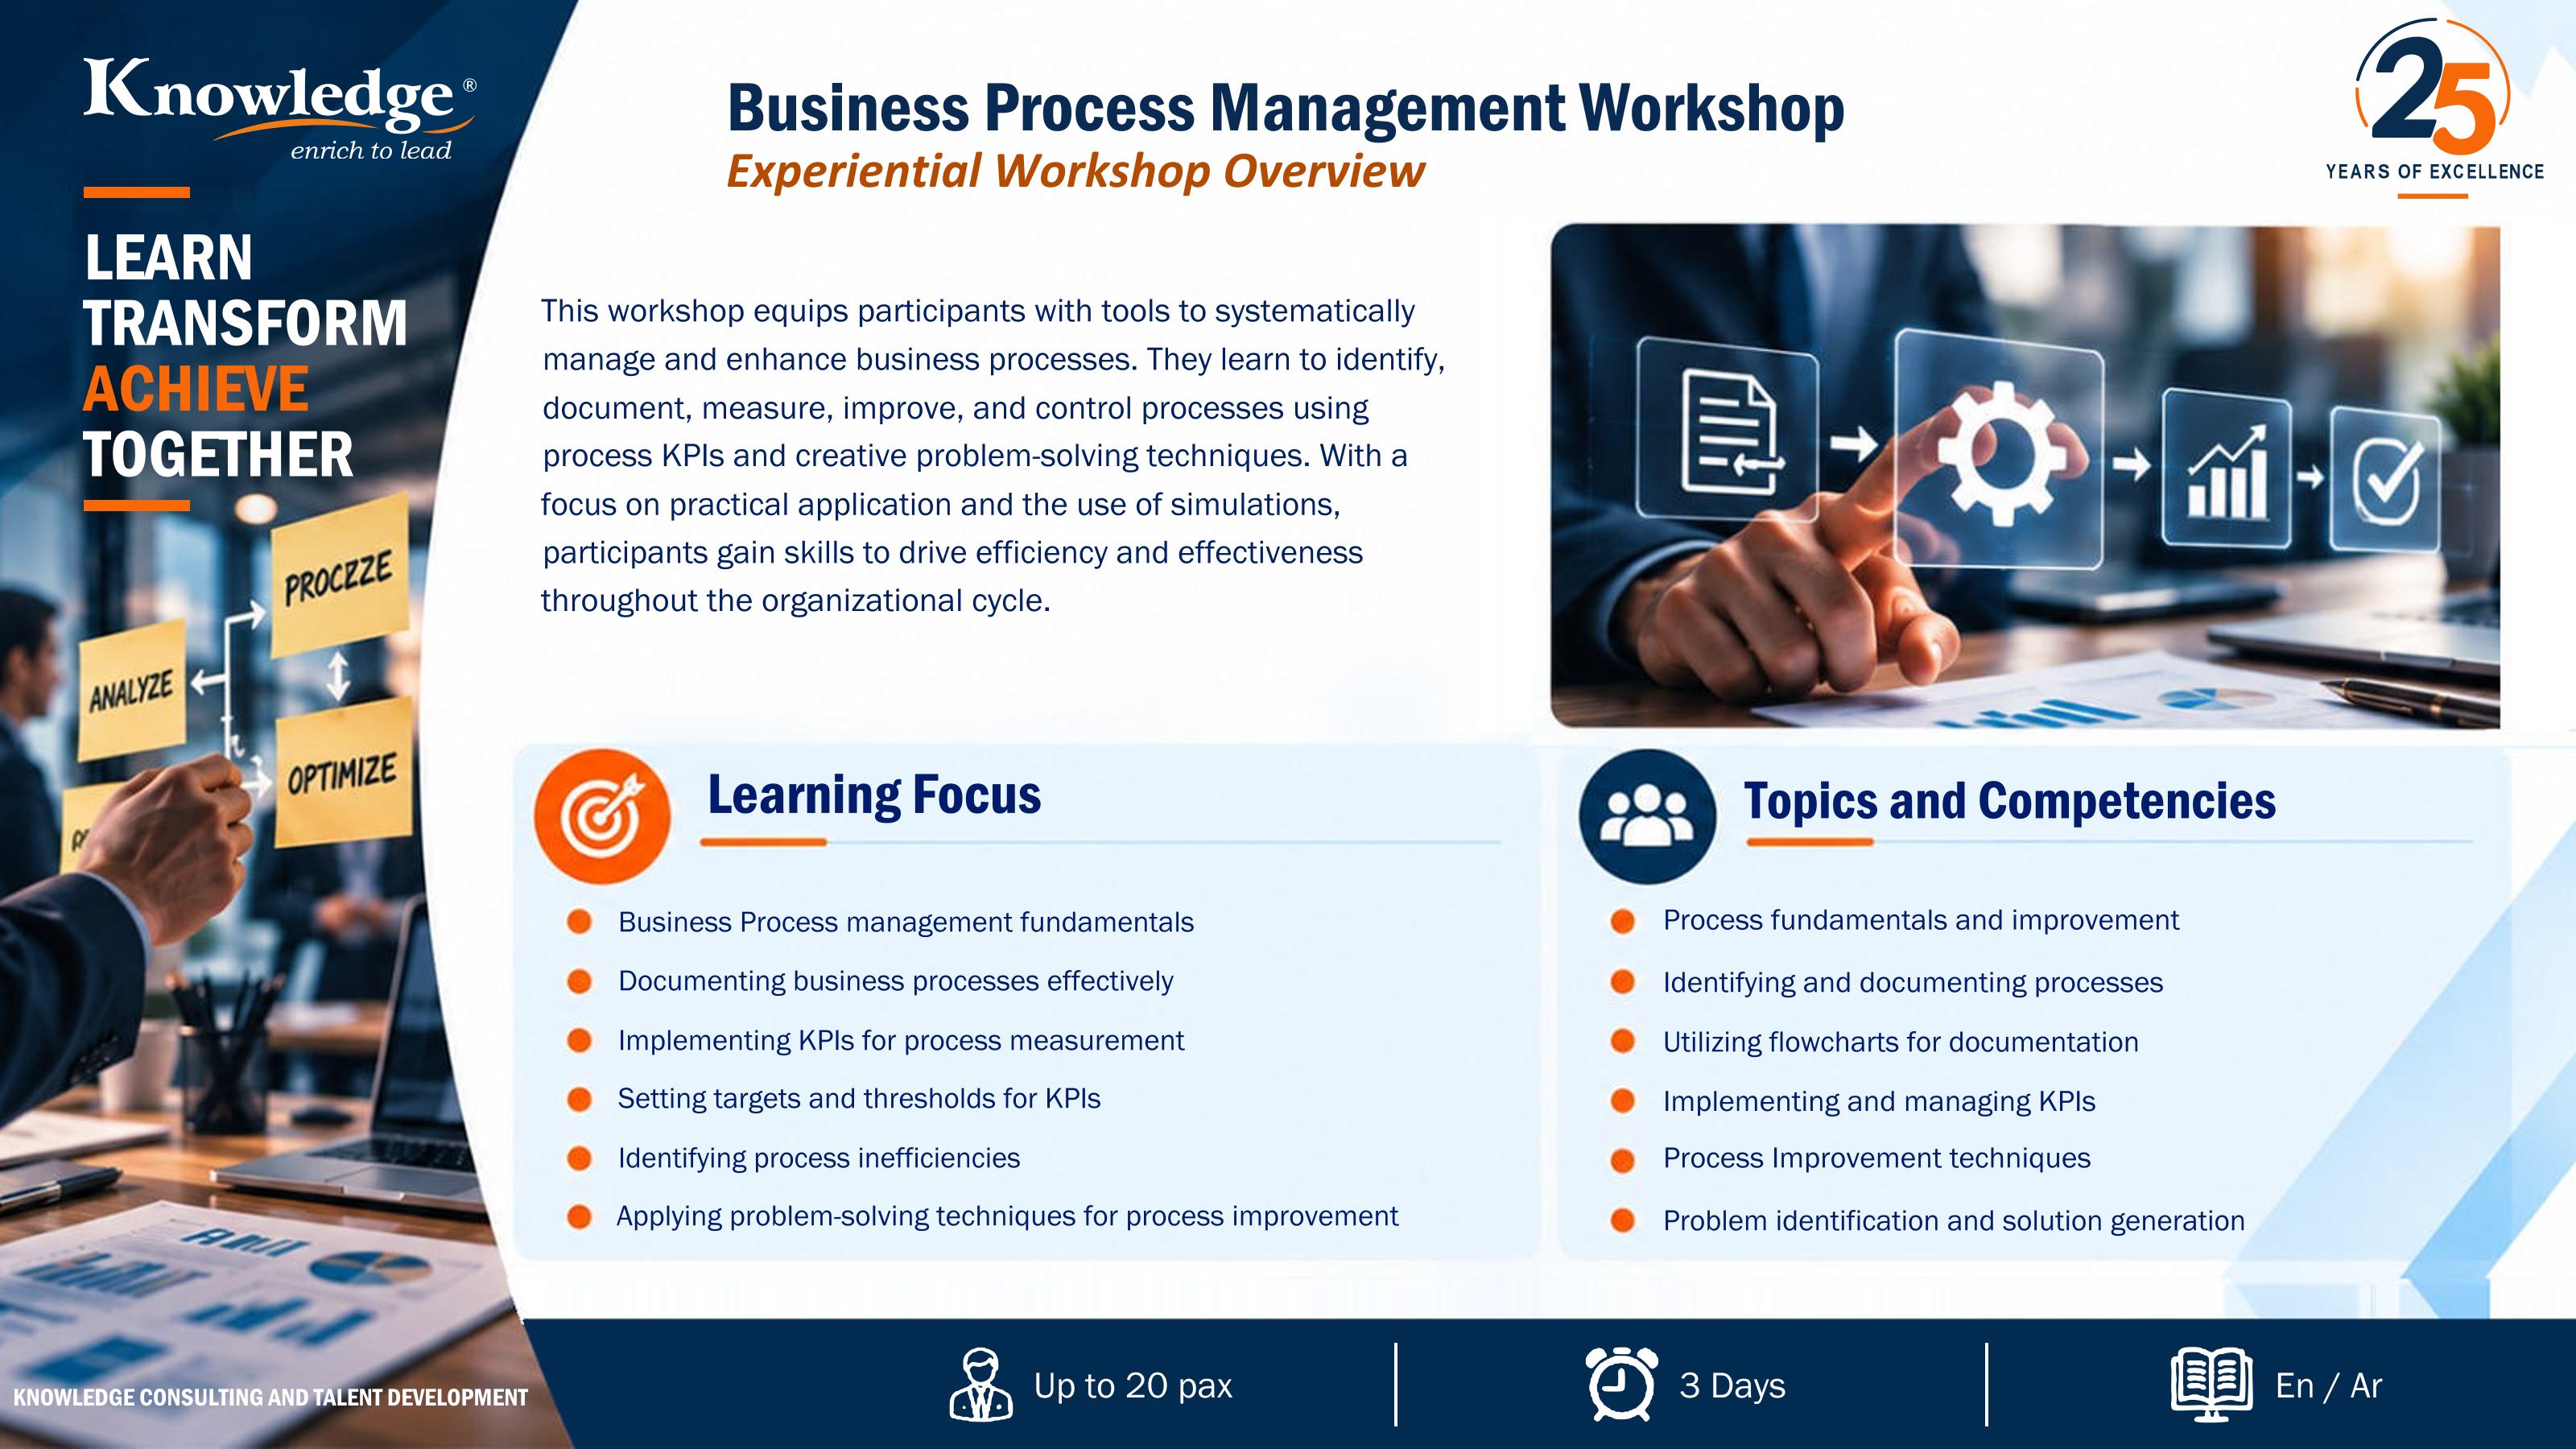 Knowledge®
enrich to lead
LEARN
TRANSFORM
ACHIEVE
TOGETHER
PROCZZE
ANALYZE
OPTIMIZE
KNOWLEDGE CONSULTING AND TALENT DEVELOPMENT
Business Process Management Workshop
Experiential Workshop Overview
25
YEARS OF EXCELLENCE
This workshop equips participants with tools to systematically
manage and enhance business processes. They learn to identify,
document, measure, improve, and control processes using
process KPIs and creative problem-solving techniques. With a
focus on practical application and the use of simulations,
participants gain skills to drive efficiency and effectiveness
throughout the organizational cycle.
Learning Focus
Business Process management fundamentals
Documenting business processes effectively
Implementing KPIs for process measurement
Setting targets and thresholds for KPIs
Identifying process inefficiencies
Applying problem-solving techniques for process improvement
Topics and Competencies
Process fundamentals and improvement
Identifying and documenting processes
Utilizing flowcharts for documentation
Implementing and managing KPIs
Process Improvement techniques
Problem identification and solution generation
Up to 20 pax
3 Days
En / Ar